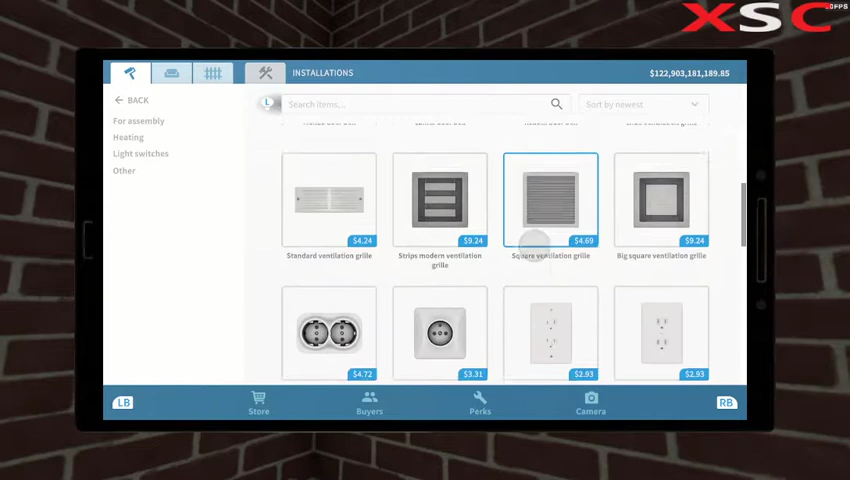 XSC
60FPS
INSTALLATIONS
$122,903,181,189.85
BACK
L
Search items...
Sort by newest
For assembly
Heating
Light switches
Other
$4.24
$9.24
$4.69
$9.24
Standard ventilation grille
Strips modern ventilation
grille
Square ventilation grille
Big square ventilation grille
$4.72
$3.31
$2.93
$2.93
LB
Store
Buyers
Perks
Camera
RB